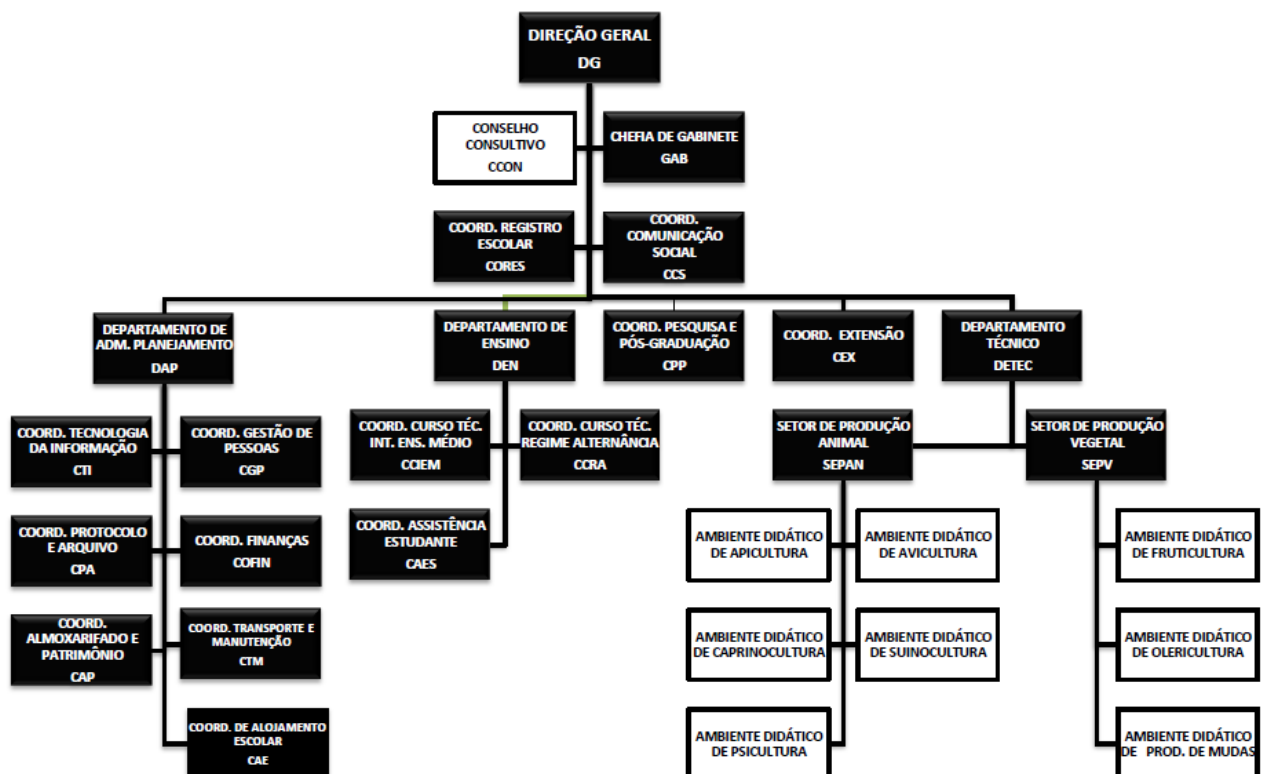 DIREÇÃO GERAL
DG
CONSELHO
CONSULTIVO
CCON
CHEFIA DE GABINETE
GAB
COORD. REGISTRO
ESCOLAR
CORES
COORD.
COMUNICAÇÃO
SOCIAL
CCS
DEPARTAMENTO DE
ADM. PLANEJAMENTO
DAP
DEPARTAMENTO DE
ENSINO
DEN
COORD. PESQUISA E
PÓS-GRADUAÇÃO
CPP
COORD. EXTENSÃO
CEX
DEPARTAMENTO
TÉCNICO
DETEC
COORD. TECNOLOGIA
DA INFORMAÇÃO
CTI
COORD. GESTÃO DE
PESSOAS
CGP
COORD. CURSO TÉC.
INT. ENS. MÉDIO
CCIEM
COORD. CURSO TÉC.
REGIME ALTERNÂNCIA
CCRA
SETOR DE PRODUÇÃO
ANIMAL
SEPAN
SETOR DE PRODUÇÃO
VEGETAL
SEPV
COORD. PROTOCOLO
E ARQUIVO
CPA
COORD. FINANÇAS
COFIN
COORD. ASSISTÊNCIA
ESTUDANTE
CAES
AMBIENTE DIDÁTICO
DE APICULTURA
AMBIENTE DIDÁTICO
DE AVICULTURA
AMBIENTE DIDÁTICO
DE FRUTICULTURA
COORD.
ALMOXARIFADO E
PATRIMÔNIO
CAP
COORD. TRANSPORTE E
MANUTENÇÃO
CTM
AMBIENTE DIDÁTICO
DE CAPRINOCULTURA
AMBIENTE DIDÁTICO
DE SUINOCULTURA
AMBIENTE DIDÁTICO
DE OLERICULTURA
COORD. DE ALOJAMENTO
ESCOLAR
CAE
AMBIENTE DIDÁTICO
DE PSICULTURA
AMBIENTE DIDÁTICO
DE PROD. DE MUDAS